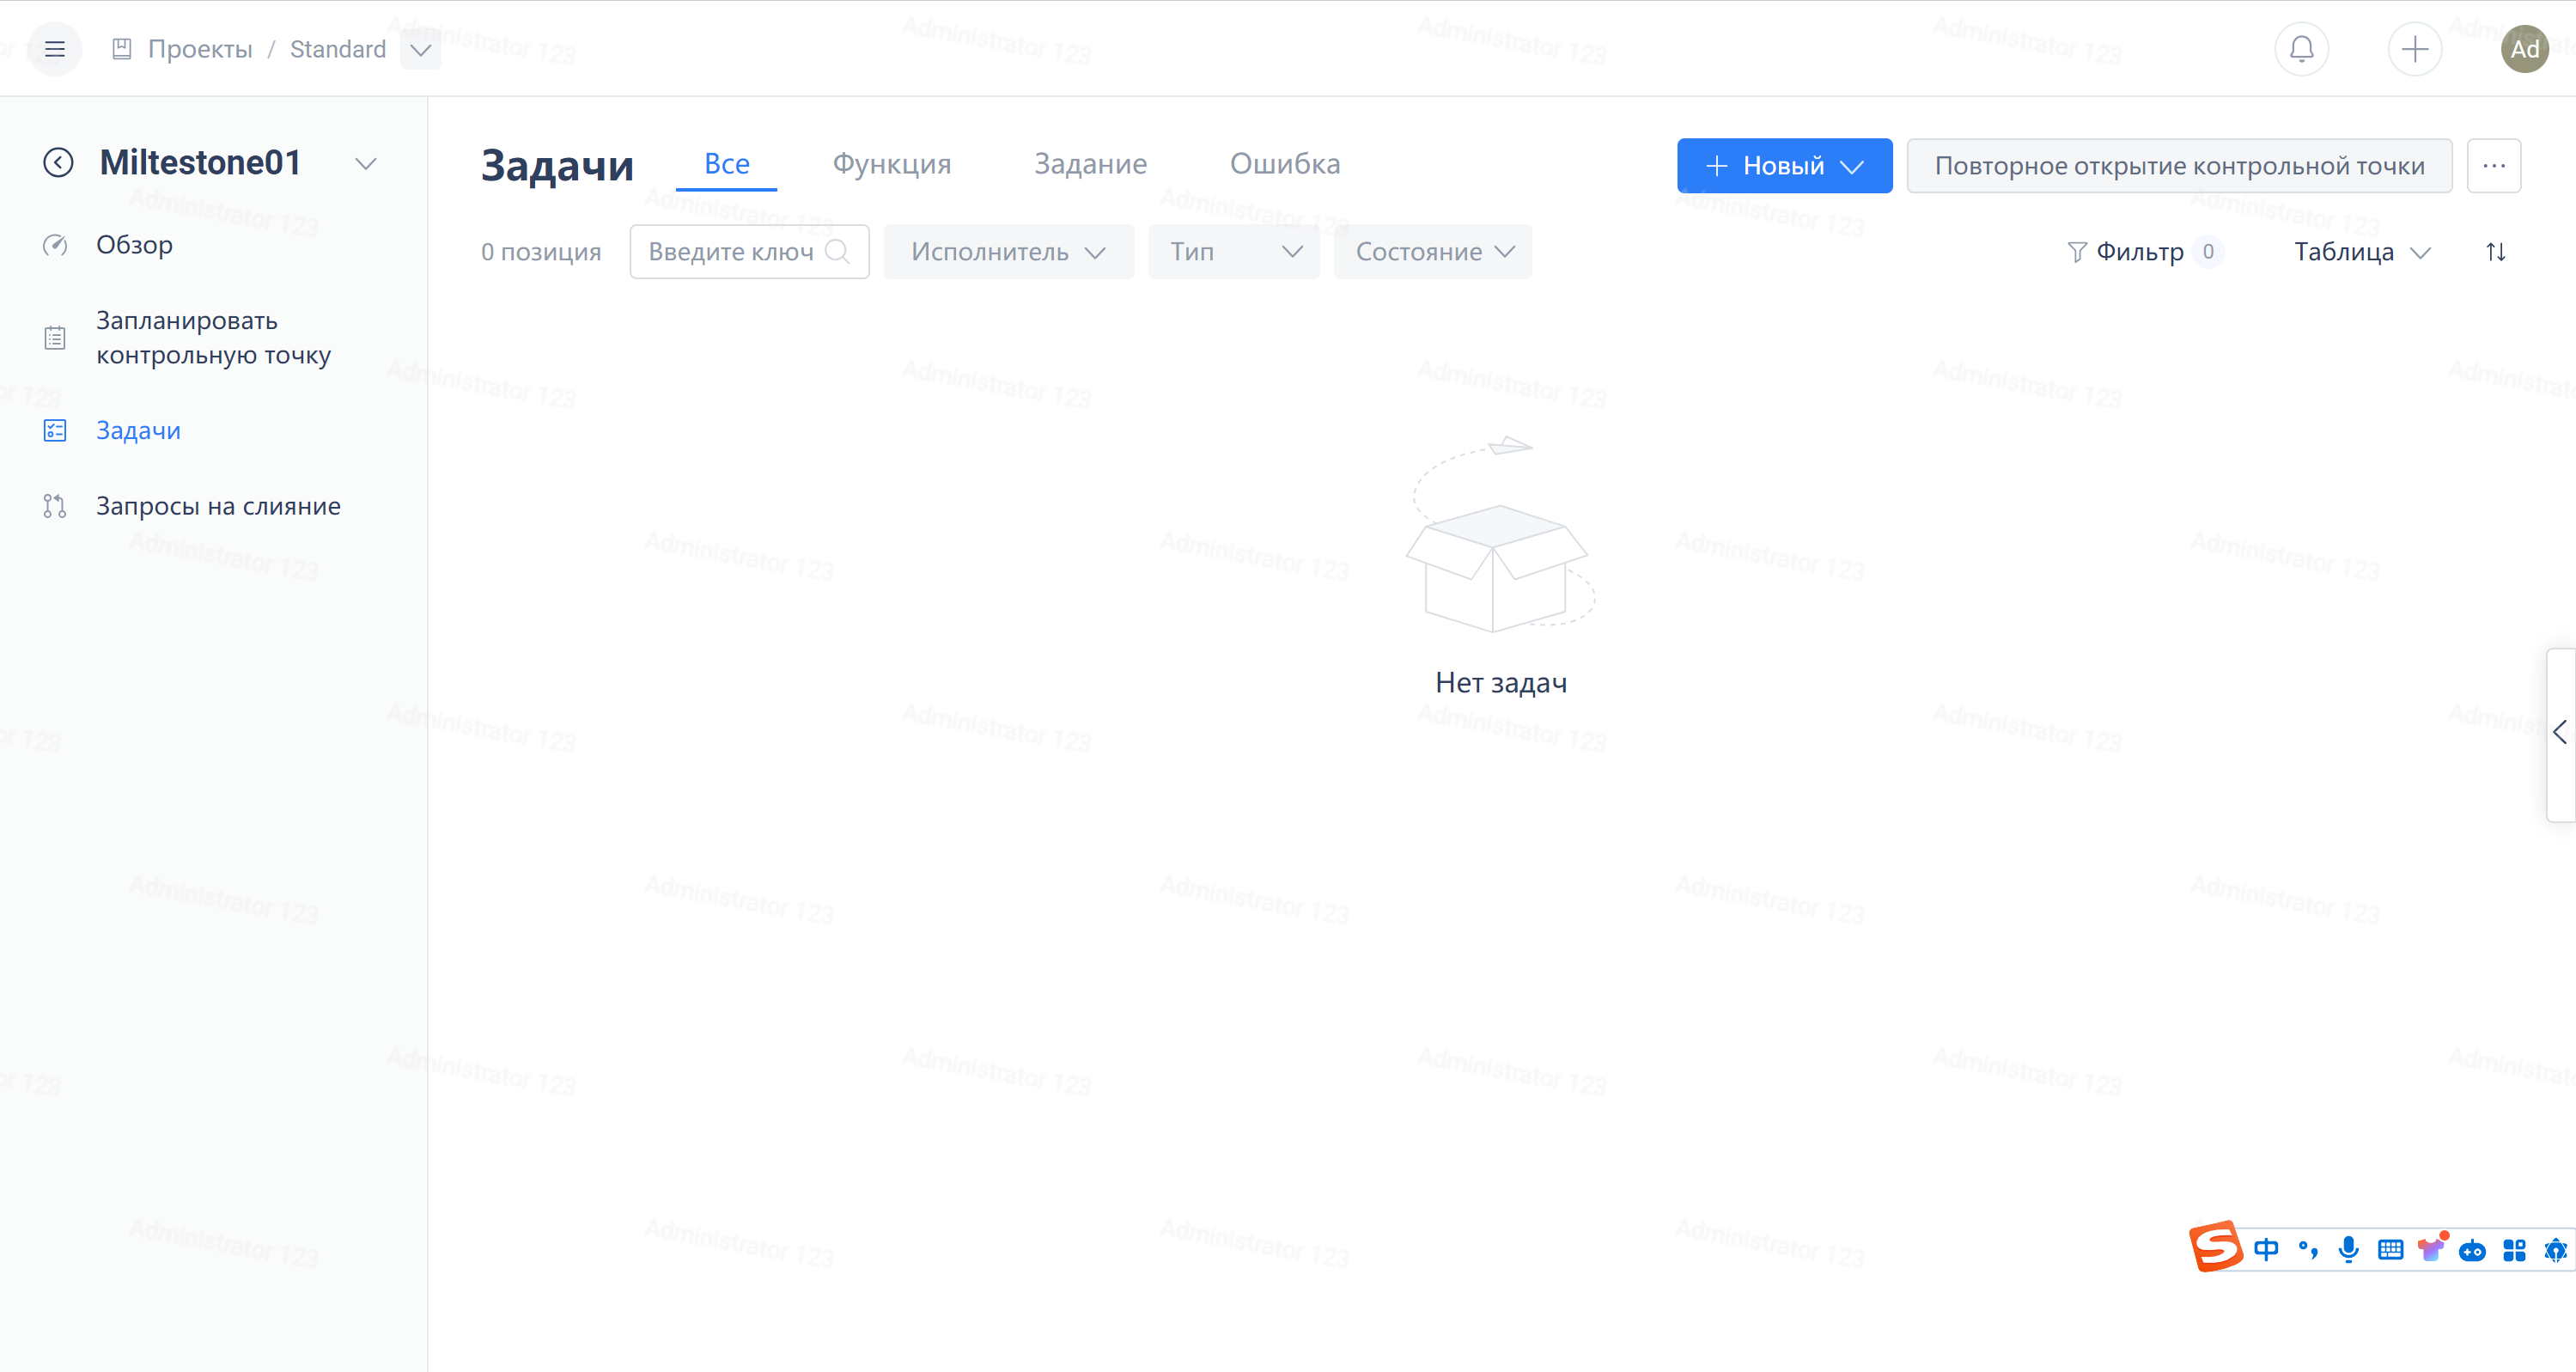 Проекты / Standard
Ad
Miltestone01
Обзор
Запланировать
контрольную точку
Задачи
Запросы на слияние
Задачи
Все
Функция
Задание
Ошибка
Новый
Повторное открытие контрольной точки
0 позиция
Введите ключ
Исполнитель
Тип
Состояние
Фильтр 0
Таблица
Нет задач
Administrator 123
中